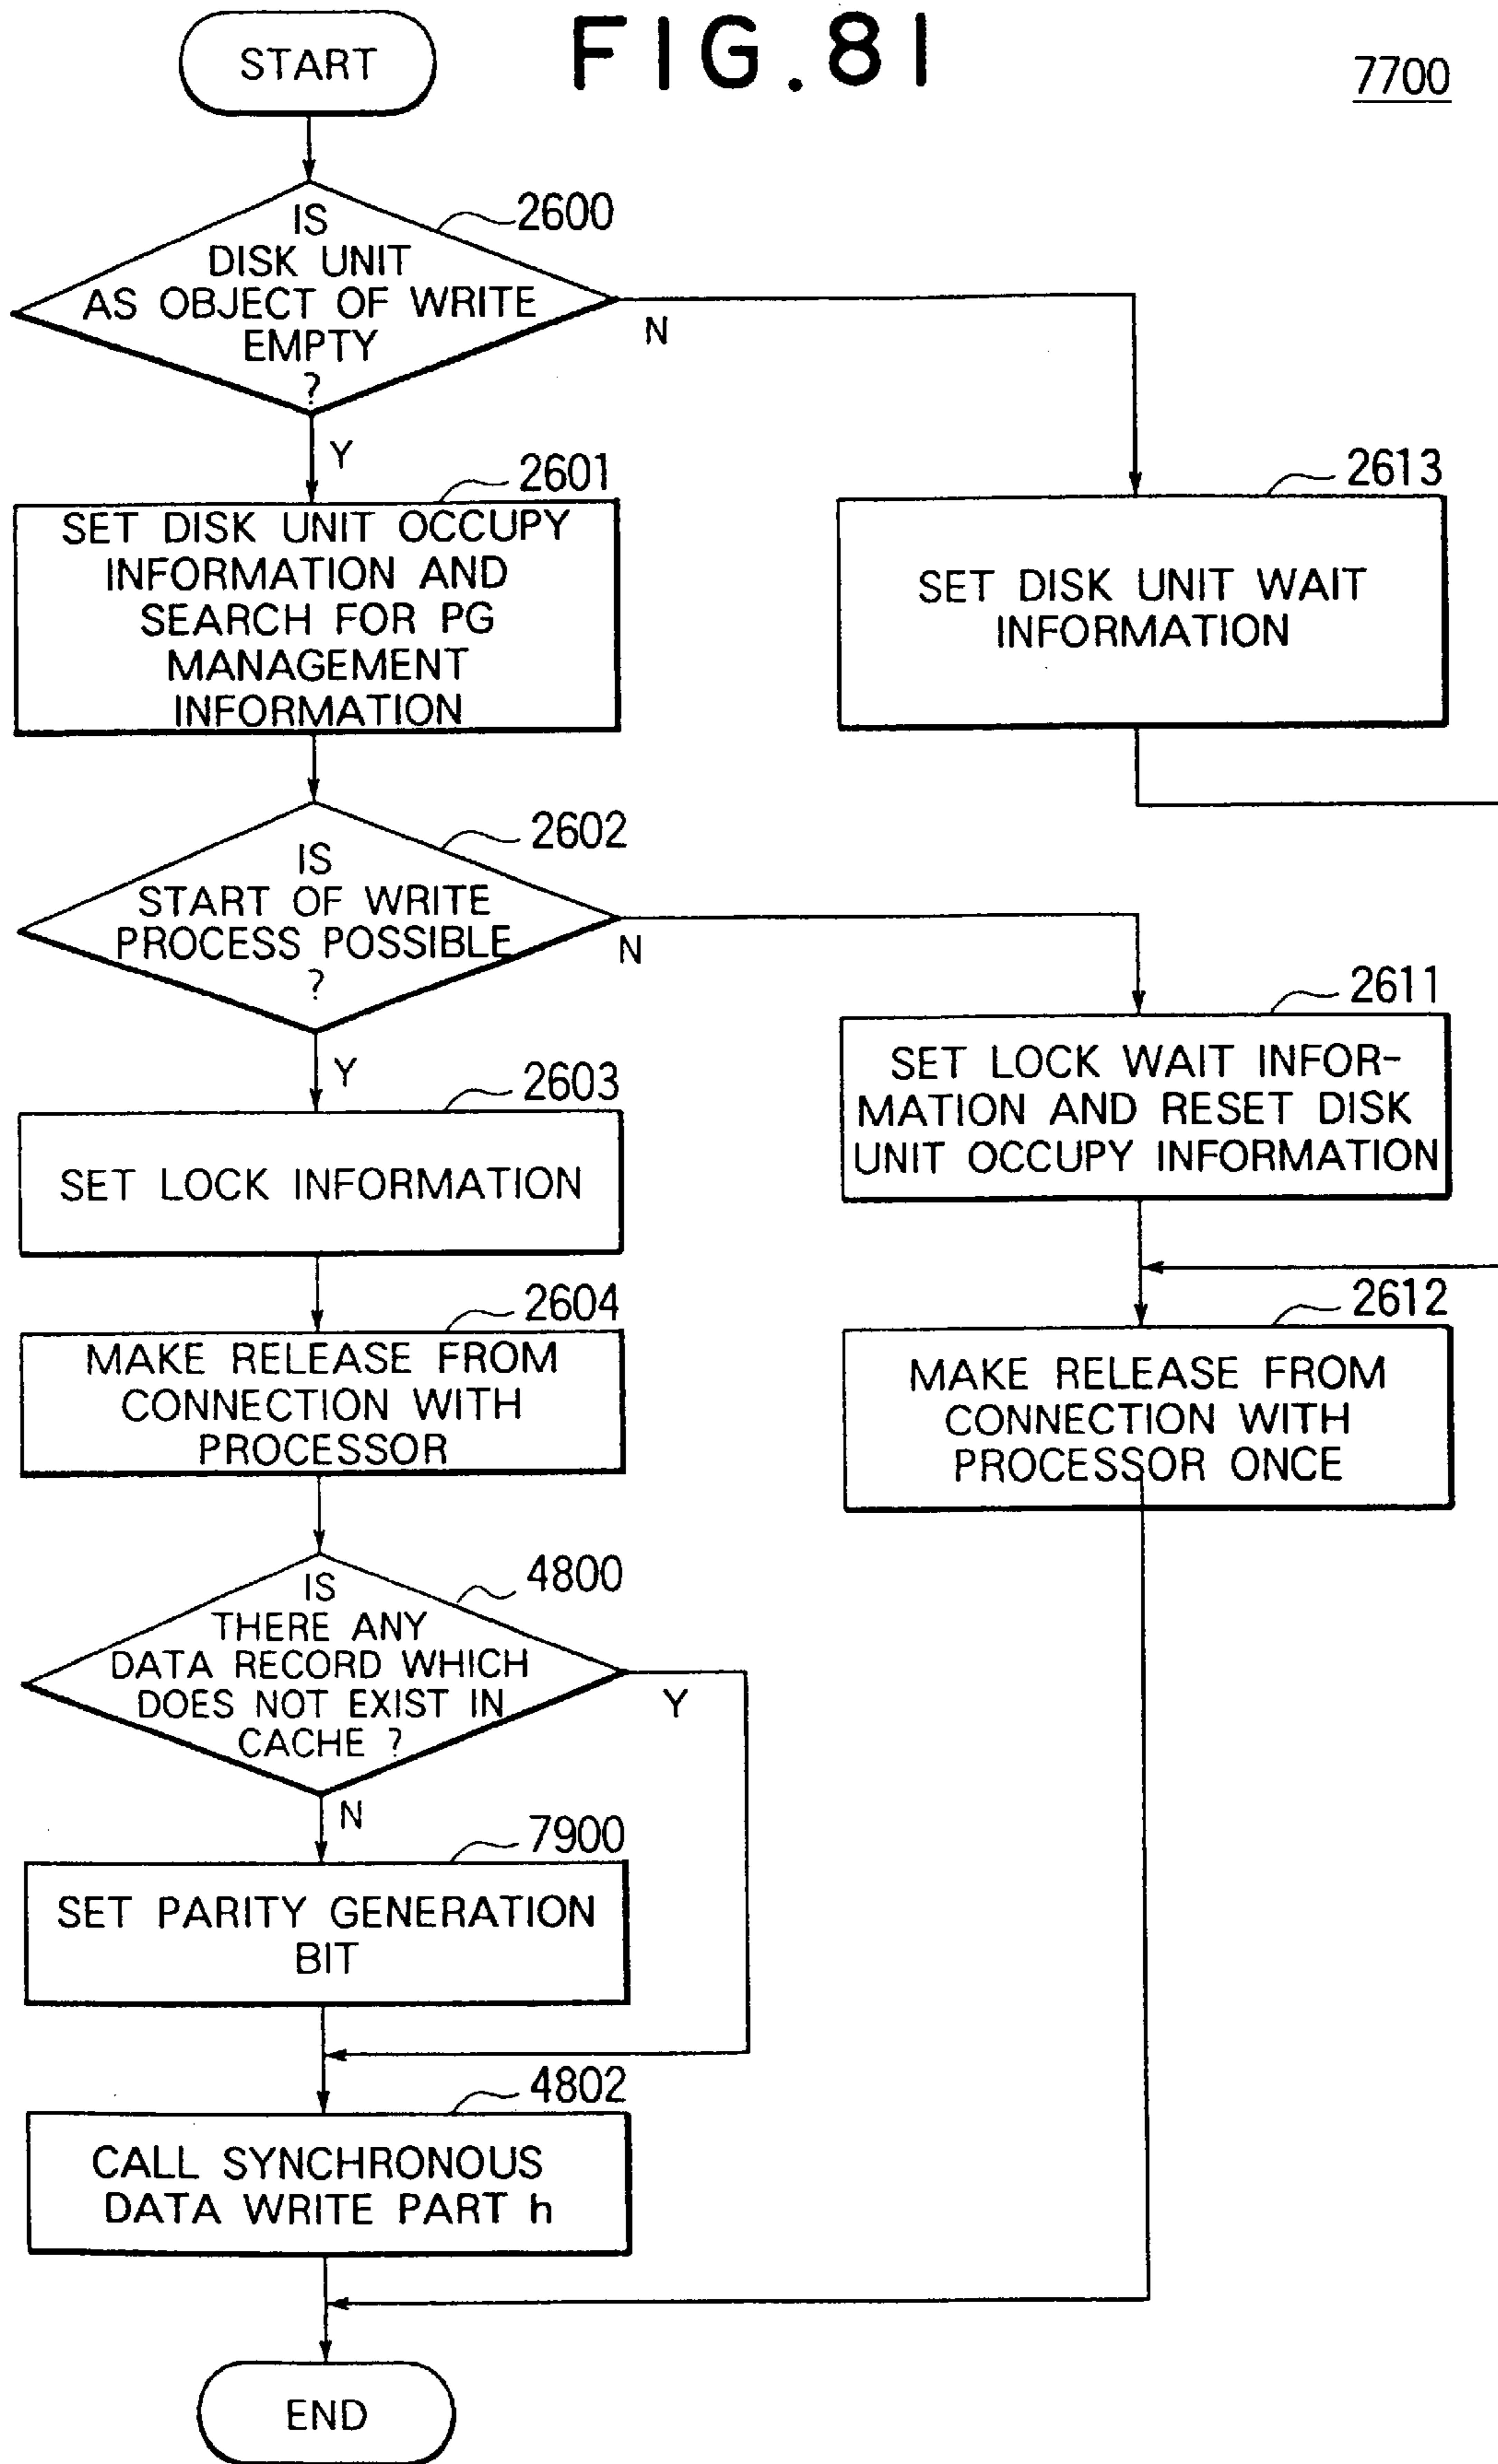 FIG.81
7700
START
2600
IS
DISK UNIT
AS OBJECT OF WRITE
EMPTY
?
N
Y
2601
SET DISK UNIT OCCUPY
INFORMATION AND
SEARCH FOR PG
MANAGEMENT
INFORMATION
2613
SET DISK UNIT WAIT
INFORMATION
2602
IS
START OF WRITE
PROCESS POSSIBLE
?
N
Y
2611
SET LOCK WAIT INFOR-
MATION AND RESET DISK
UNIT OCCUPY INFORMATION
2603
SET LOCK INFORMATION
2604
MAKE RELEASE FROM
CONNECTION WITH
PROCESSOR
2612
MAKE RELEASE FROM
CONNECTION WITH
PROCESSOR ONCE
4800
IS
THERE ANY
DATA RECORD WHICH
DOES NOT EXIST IN
CACHE ?
Y
N
7900
SET PARITY GENERATION
BIT
4802
CALL SYNCHRONOUS
DATA WRITE PART h
END